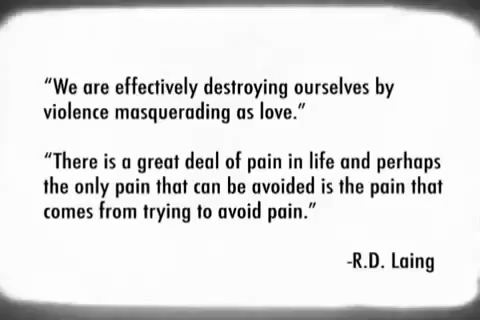 “We are effectively destroying ourselves by
violence masquerading as love.”
“There is a great deal of pain in life and perhaps
the only pain that can be avoided is the pain that
comes from trying to avoid pain.”
-R.D. Laing